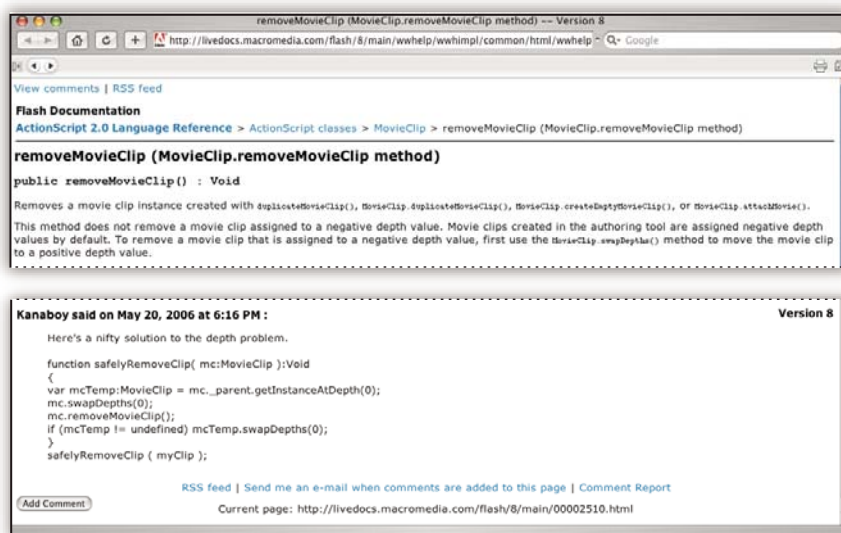 removeMovieClip (MovieClip.removeMovieClip method) -- Version 8
http://livedocs.macromedia.com/flash/8/main/wwhelp/wwhimpl/common/html/wwhelp
Google
View comments | RSS feed
Flash Documentation
ActionScript 2.0 Language Reference > ActionScript classes > MovieClip > removeMovieClip (MovieClip.removeMovieClip method)
removeMovieClip (MovieClip.removeMovieClip method)
public removeMovieClip() : Void
Removes a movie clip instance created with duplicateMovieClip(), MovieClip.duplicateMovieClip(), MovieClip.createEmptyMovieClip(), or MovieClip.attachMovie().
This method does not remove a movie clip assigned to a negative depth value. Movie clips created in the authoring tool are assigned negative depth
values by default. To remove a movie clip that is assigned to a negative depth value, first use the MovieClip.swapDepths() method to move the movie clip
to a positive depth value.
Kanaboy said on May 20, 2006 at 6:16 PM :
Version 8
Here's a nifty solution to the depth problem.
function safelyRemoveClip( mc:MovieClip ):Void
{
var mcTemp:MovieClip = mc._parent.getInstanceAtDepth(0);
mc.swapDepths(0);
mc.removeMovieClip();
if (mcTemp != undefined) mcTemp.swapDepths(0);
}
safelyRemoveClip ( myClip );
RSS feed | Send me an e-mail when comments are added to this page | Comment Report
Add Comment
Current page: http://livedocs.macromedia.com/flash/8/main/00002510.html